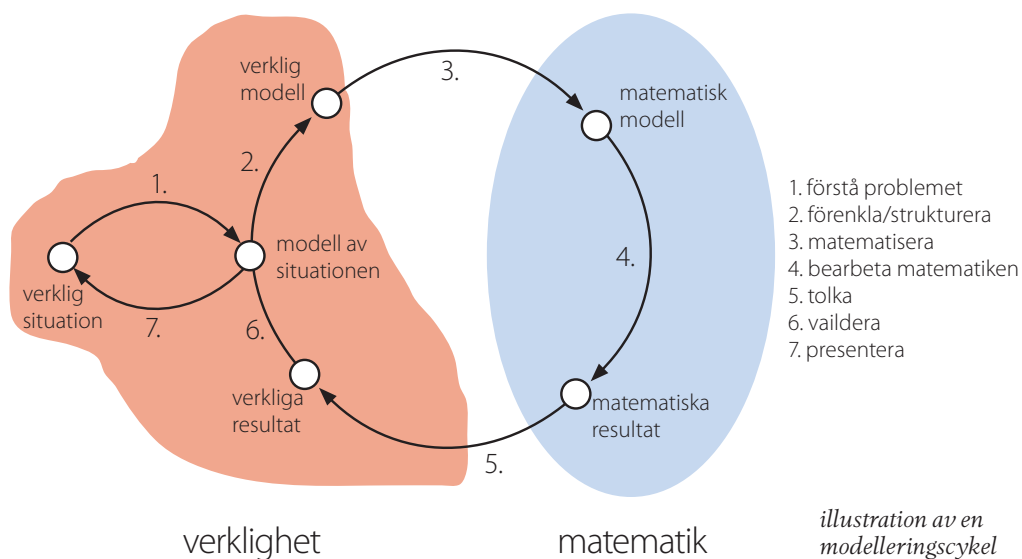 verklig
modell
3.
matematisk
modell
2.
1.
modell av
situationen
4.
verklig
situation
7.
6.
verkliga
resultat
matematiska
resultat
5.
1. förstå problemet
2. förenkla/strukturera
3. matematisera
4. bearbeta matematiken
5. tolka
6. vaildera
7. presentera
verklighet
matematik
illustration av en
modelleringscykel